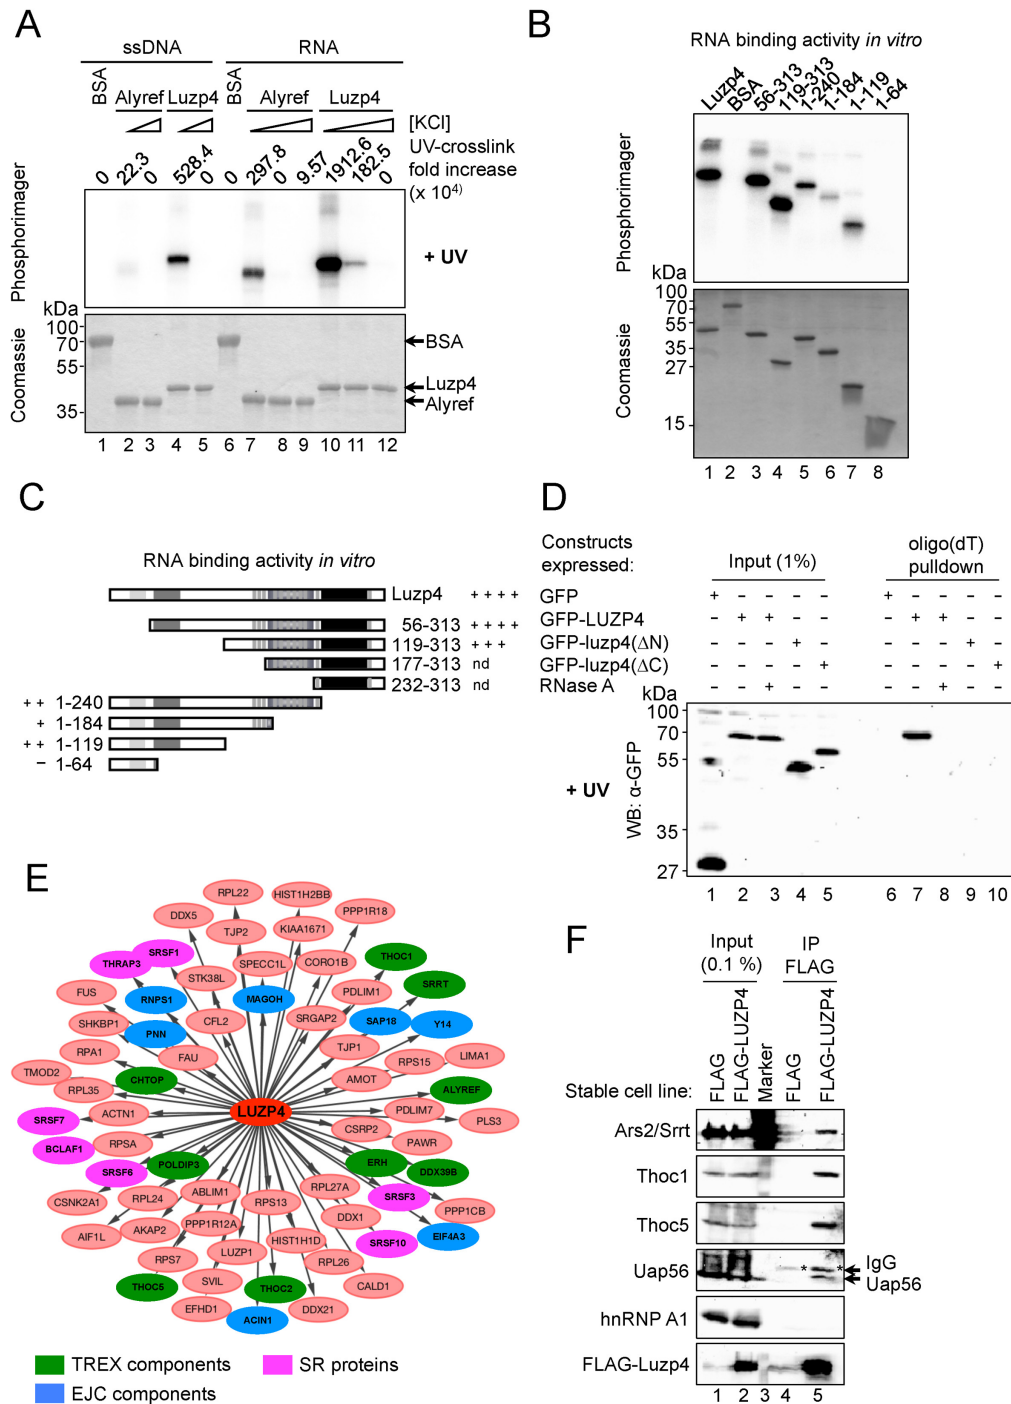 A
ssDNA RNA
BSA Alyref Luzp4 BSA Alyref Luzp4
[KCl]
22.3 528.4 297.8 9.57 1912.6 182.5
0 0 0 0 0 0
UV-crosslink
fold increase
(x 10⁴)
Phosphorimager
+ UV
kDa
Coomassie
100
70
55
35
BSA
Luzp4
Alyref
1 2 3 4 5 6 7 8 9 10 11 12
B
RNA binding activity in vitro
Luzp4 BSA 56-313 119-313 1-240 1-184 1-119 1-64
Phosphorimager
kDa
Coomassie
100
70
55
35
27
15
1 2 3 4 5 6 7 8
C
RNA binding activity in vitro
Luzp4 + + + +
56-313 + + + +
119-313 + + +
177-313 nd
232-313 nd
+ + 1-240
+ 1-184
+ + 1-119
– 1-64
D
Constructs
expressed:
Input (1%)
oligo(dT)
pulldown
GFP + – – – – + – – – –
GFP-LUZP4 – + + – – – + + – –
GFP-luzp4(ΔN) – – – + – – – – + –
GFP-luzp4(ΔC) – – – – + – – – – +
RNase A – – + – – – – + – –
kDa
100
70
55
35
27
+ UV
WB: α-GFP
1 2 3 4 5 6 7 8 9 10
E
RPL22
HIST1H2BB
DDX5
PPP1R18
TJP2
KIAA1671
SRSF1
THRAP3
SPECC1L
CORO1B
THOC1
STK38L
SRRT
FUS
RNPS1
MAGOH
PDLIM1
SHKBP1
CFL2
SRGAP2
SAP18
Y14
PNN
RPA1
FAU
TJP1
RPS15
LIMA1
TMOD2
CHTOP
AMOT
RPL35
ALYREF
SRSF7
ACTN1
LUZP4
PDLIM7
PLS3
BCLAF1
RPSA
CSRP2
PAWR
SRSF6
POLDIP3
ERH
DDX39B
CSNK2A1
RPL24
ABLIM1
RPS13
RPL27A
SRSF3
PPP1CB
AIF1L
AKAP2
PPP1R12A
DDX1
EIF4A3
RPS7
LUZP1
HIST1H1D
SRSF10
RPL26
THOC5
SVIL
THOC2
CALD1
EFHD1
ACIN1
DDX21
TREX components
SR proteins
EJC components
F
Input
(0.1 %)
IP
FLAG
Stable cell line: FLAG FLAG-LUZP4 Marker FLAG FLAG-LUZP4
Ars2/Srrt
Thoc1
Thoc5
Uap56 * * IgG
Uap56
hnRNP A1
FLAG-Luzp4
1 2 3 4 5